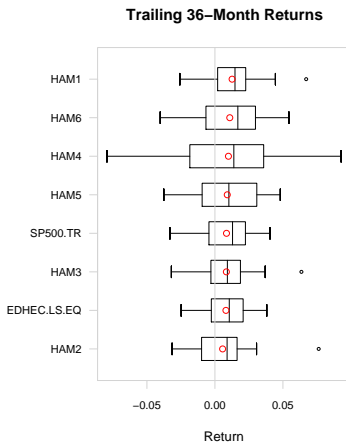 Trailing 36−Month Returns
HAM1
HAM6
HAM4
HAM5
SP500.TR
HAM3
EDHEC.LS.EQ
HAM2
−0.05 0.00 0.05
Return